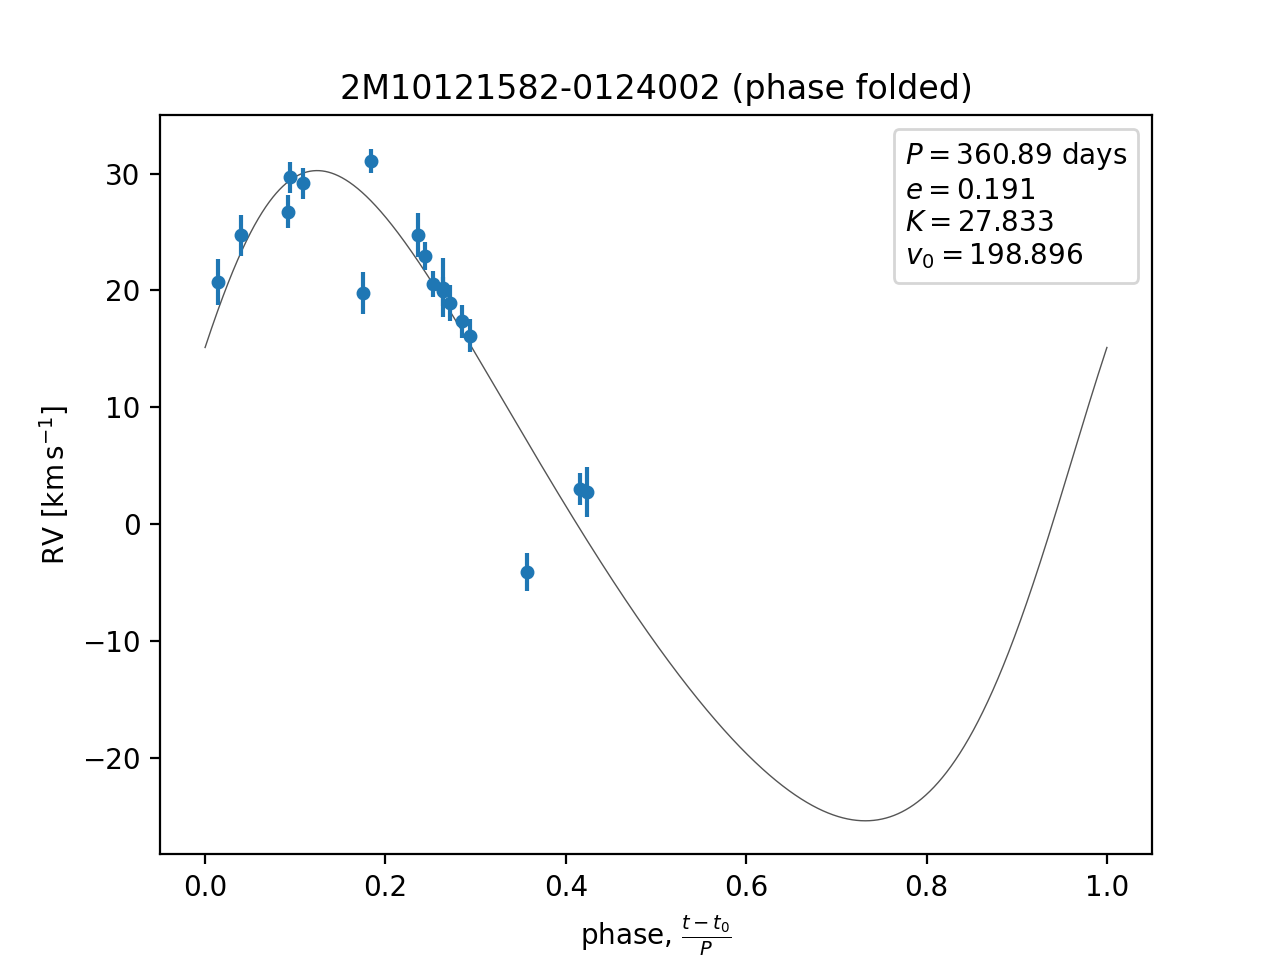 2M10121582-0124002 (phase folded)
P = 360.89 days
e = 0.191
K = 27.833
v₀ = 198.896
30
20
10
0
−10
−20
RV [km s⁻¹]
0.0 0.2 0.4 0.6 0.8 1.0
phase, (t − t₀)/P